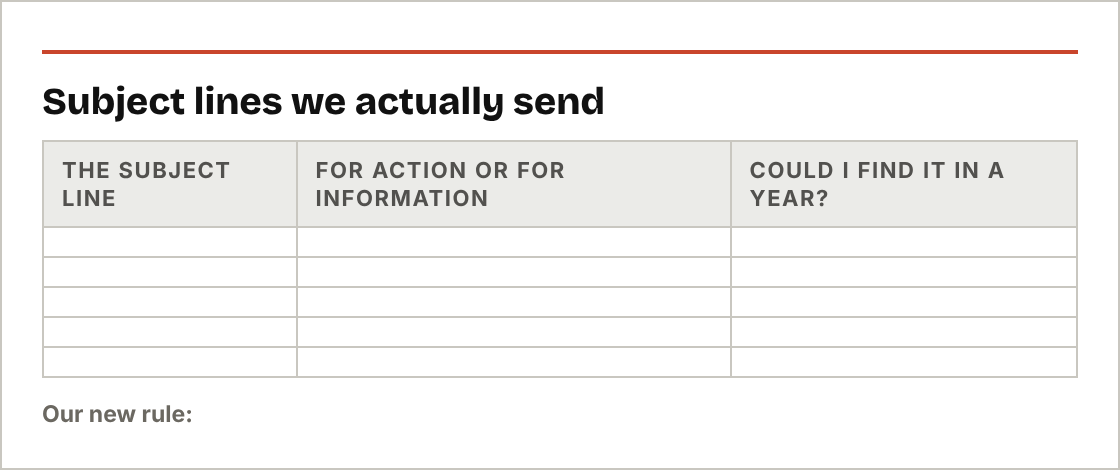 Subject lines we actually send
THE SUBJECT LINE
FOR ACTION OR FOR INFORMATION
COULD I FIND IT IN A YEAR?
Our new rule: